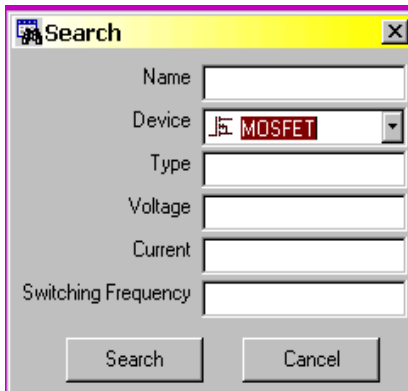 Search
Name
Device MOSFET
Type
Voltage
Current
Switching Frequency
Search Cancel